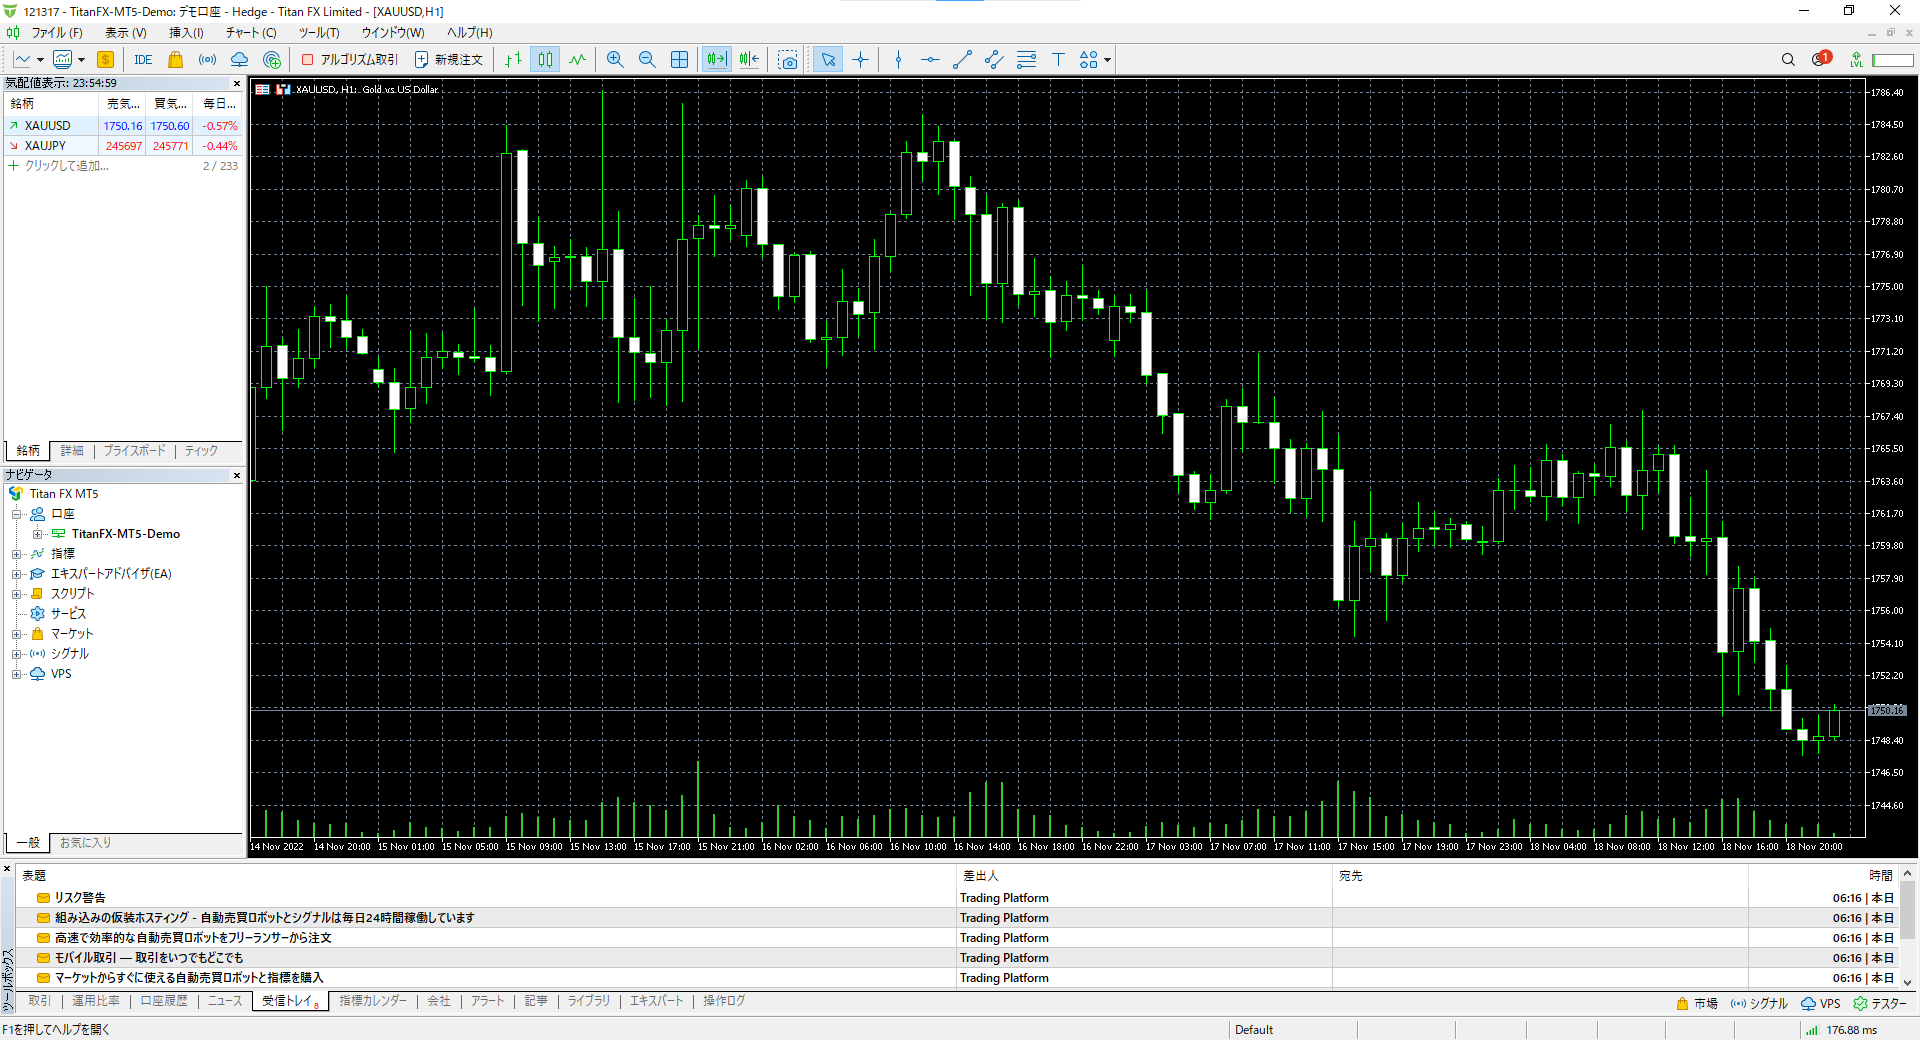 121317 - TitanFX-MT5-Demo: デモ口座 - Hedge - Titan FX Limited - [XAUUSD,H1]
ファイル (F) 表示 (V) 挿入(I) チャート (C) ツール(T) ウインドウ(W) ヘルプ(H)
IDE アルゴリズム取引 新規注文 1 LVL
気配値表示: 23:54:59
銘柄 売気... 買気... 毎日...
XAUUSD 1750.16 1750.60 -0.57%
XAUJPY 245697 245771 -0.44%
クリックして追加... 2 / 233
銘柄 詳細 プライスボード ティック
ナビゲータ
Titan FX MT5
口座
TitanFX-MT5-Demo
指標
エキスパートアドバイザ(EA)
スクリプト
サービス
マーケット
シグナル
VPS
一般 お気に入り
XAUUSD, H1: Gold vs US Dollar
1786.40
1784.50
1782.60
1780.70
1778.80
1776.90
1775.00
1773.10
1771.20
1769.30
1767.40
1765.50
1763.60
1761.70
1759.80
1757.90
1756.00
1754.10
1752.20
1750.16
1748.40
1746.50
1744.60
14 Nov 2022 14 Nov 20:00 15 Nov 01:00 15 Nov 05:00 15 Nov 09:00 15 Nov 13:00 15 Nov 17:00 15 Nov 21:00 16 Nov 02:00 16 Nov 06:00 16 Nov 10:00 16 Nov 14:00 16 Nov 18:00 16 Nov 22:00 17 Nov 03:00 17 Nov 07:00 17 Nov 11:00 17 Nov 15:00 17 Nov 19:00 17 Nov 23:00 18 Nov 04:00 18 Nov 08:00 18 Nov 12:00 18 Nov 16:00 18 Nov 20:00
ツールボックス
表題 差出人 宛先 時間
リスク警告 Trading Platform 06:16 | 本日
組み込みの仮装ホスティング - 自動売買ロボットとシグナルは毎日24時間稼働しています Trading Platform 06:16 | 本日
高速で効率的な自動売買ロボットをフリーランサーから注文 Trading Platform 06:16 | 本日
モバイル取引 — 取引をいつでもどこでも Trading Platform 06:16 | 本日
マーケットからすぐに使える自動売買ロボットと指標を購入 Trading Platform 06:16 | 本日
取引 運用比率 口座履歴 ニュース 受信トレイ 8 指標カレンダー 会社 アラート 記事 ライブラリ エキスパート 操作ログ 市場 シグナル VPS テスター
F1を押してヘルプを開く Default 176.88 ms